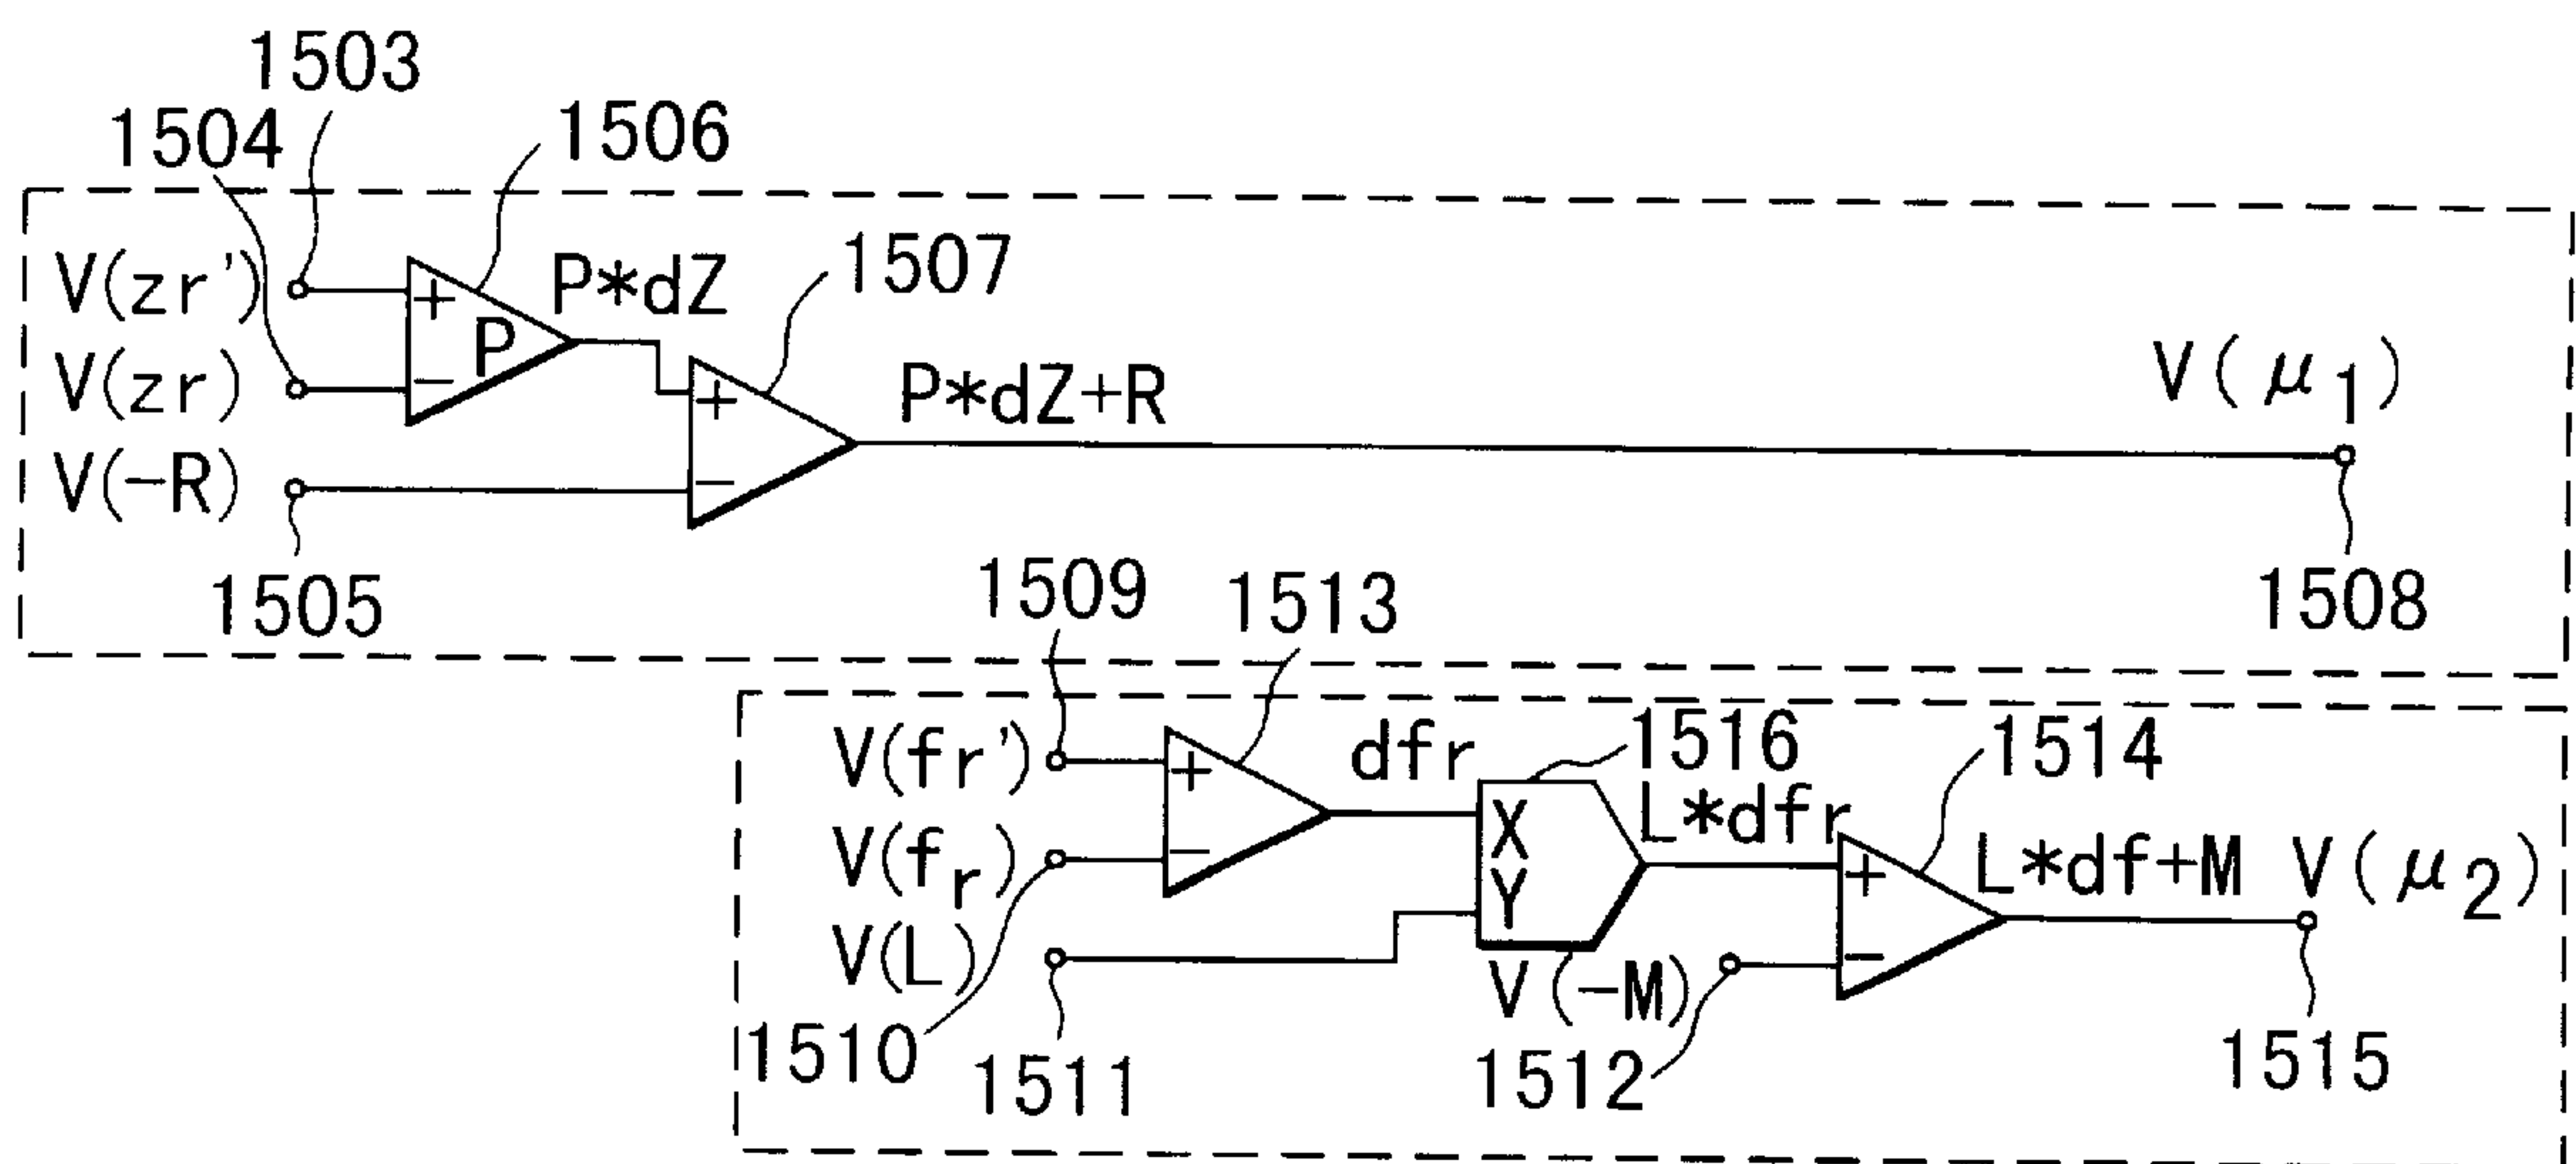 1503
1504
1506
V(zr')
+
P
P*dZ
1507
V(zr)
−
+
P*dZ+R
V(μ1)
V(-R)
−
1505
1508
1509
1513
V(fr')
+
dfr
1516
1514
X
L*dfr
V(fr)
−
Y
+
L*df+M
V(μ2)
V(L)
V(-M)
−
1510
1511
1512
1515